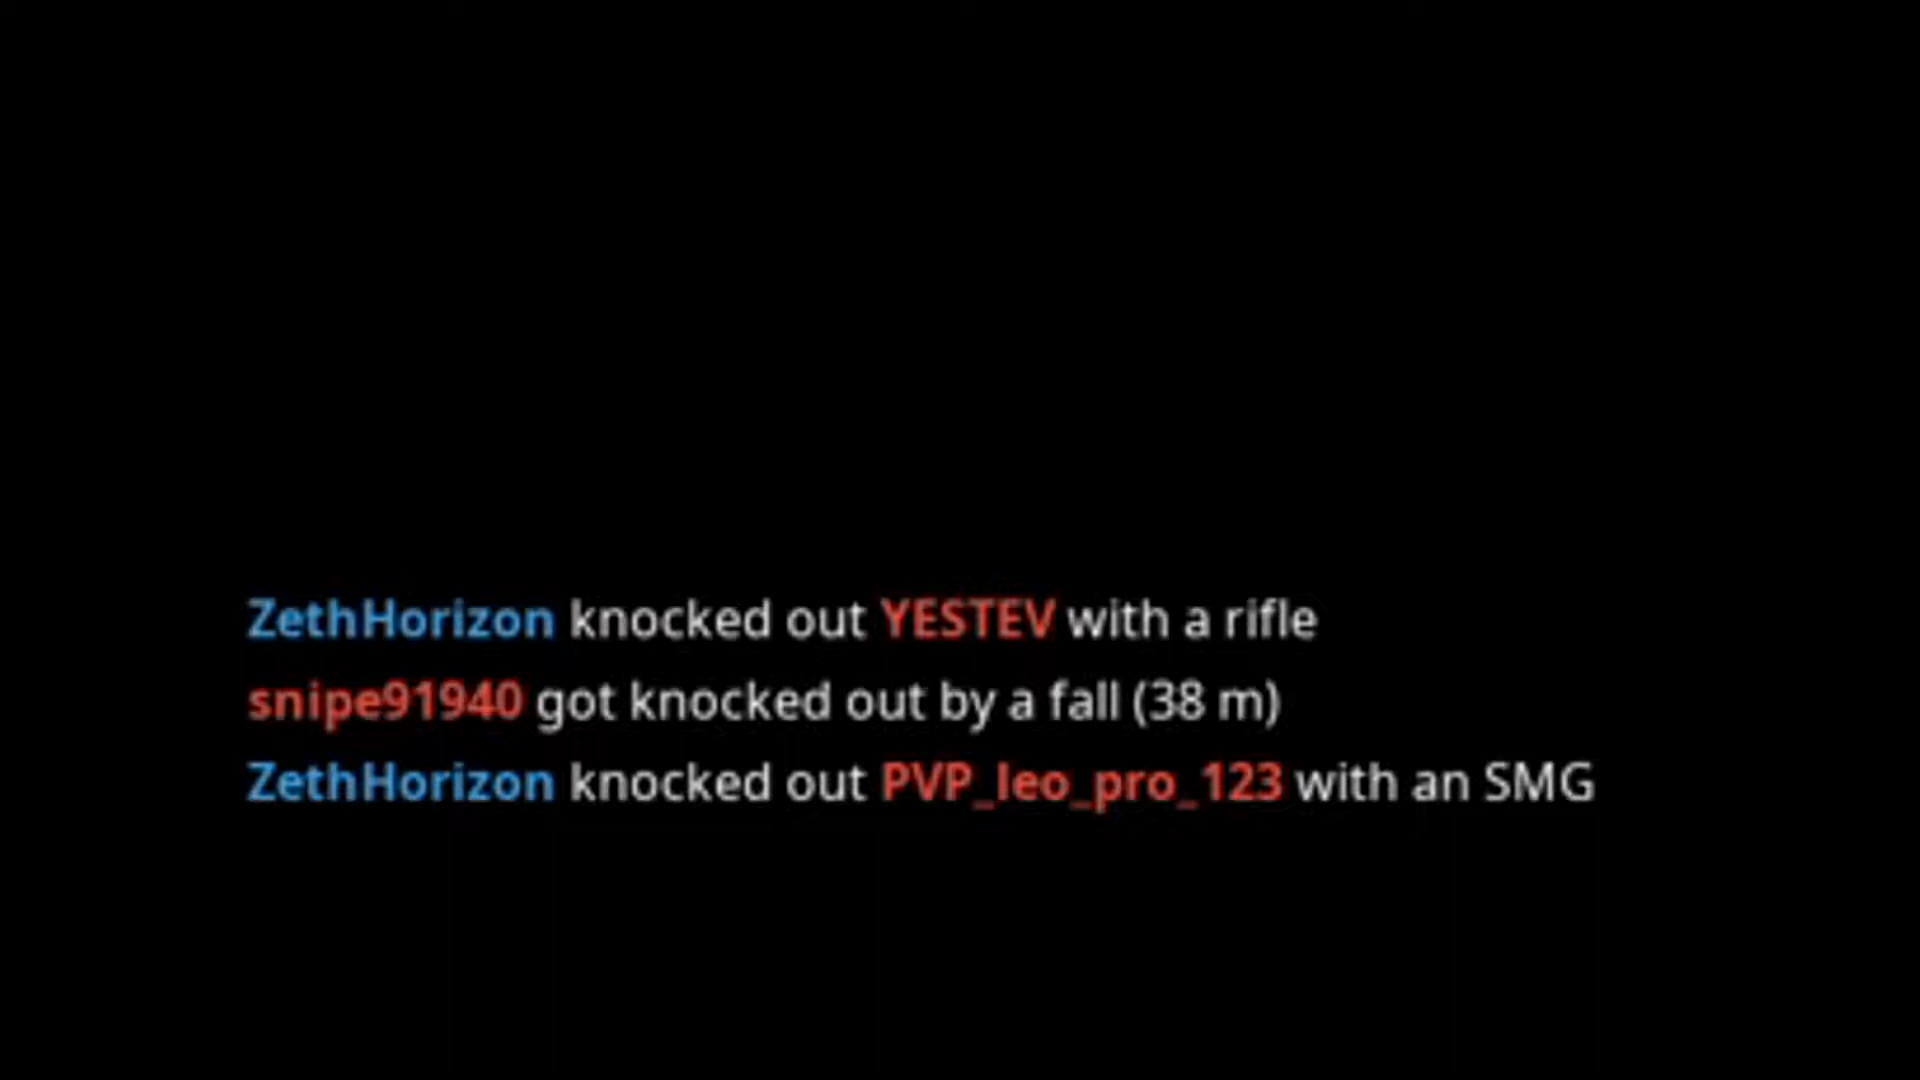 ZethHorizon knocked out YESTEV with a rifle
snipe91940 got knocked out by a fall (38 m)
ZethHorizon knocked out PVP_leo_pro_123 with an SMG